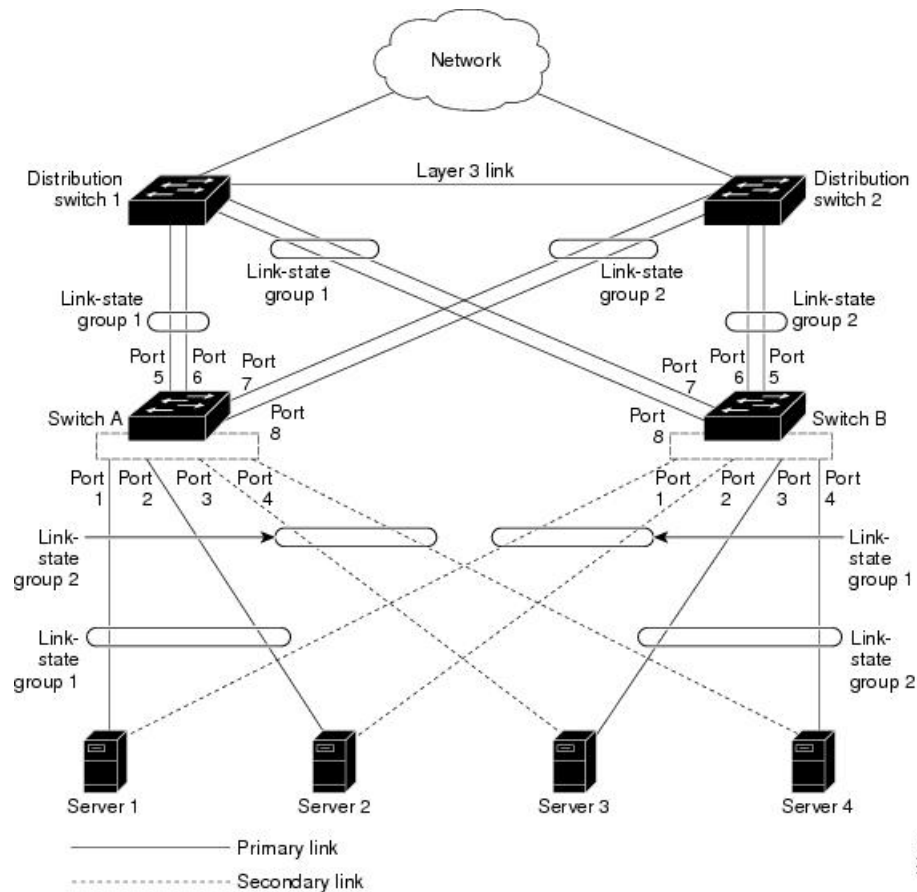 Network
Layer 3 link
Distribution
switch 1
Distribution
switch 2
Link-state
group 1
Link-state
group 2
Link-state
group 1
Link-state
group 2
Port
5
Port
6
Port
7
Port
8
Switch A
Port
7
Port
6
Port
5
Port
8
Switch B
Port
1
Port
2
Port
3
Port
4
Port
1
Port
2
Port
3
Port
4
Link-
state
group 2
Link-
state
group 1
Link-
state
group 1
Link-
state
group 2
Server 1
Server 2
Server 3
Server 4
Primary link
Secondary link